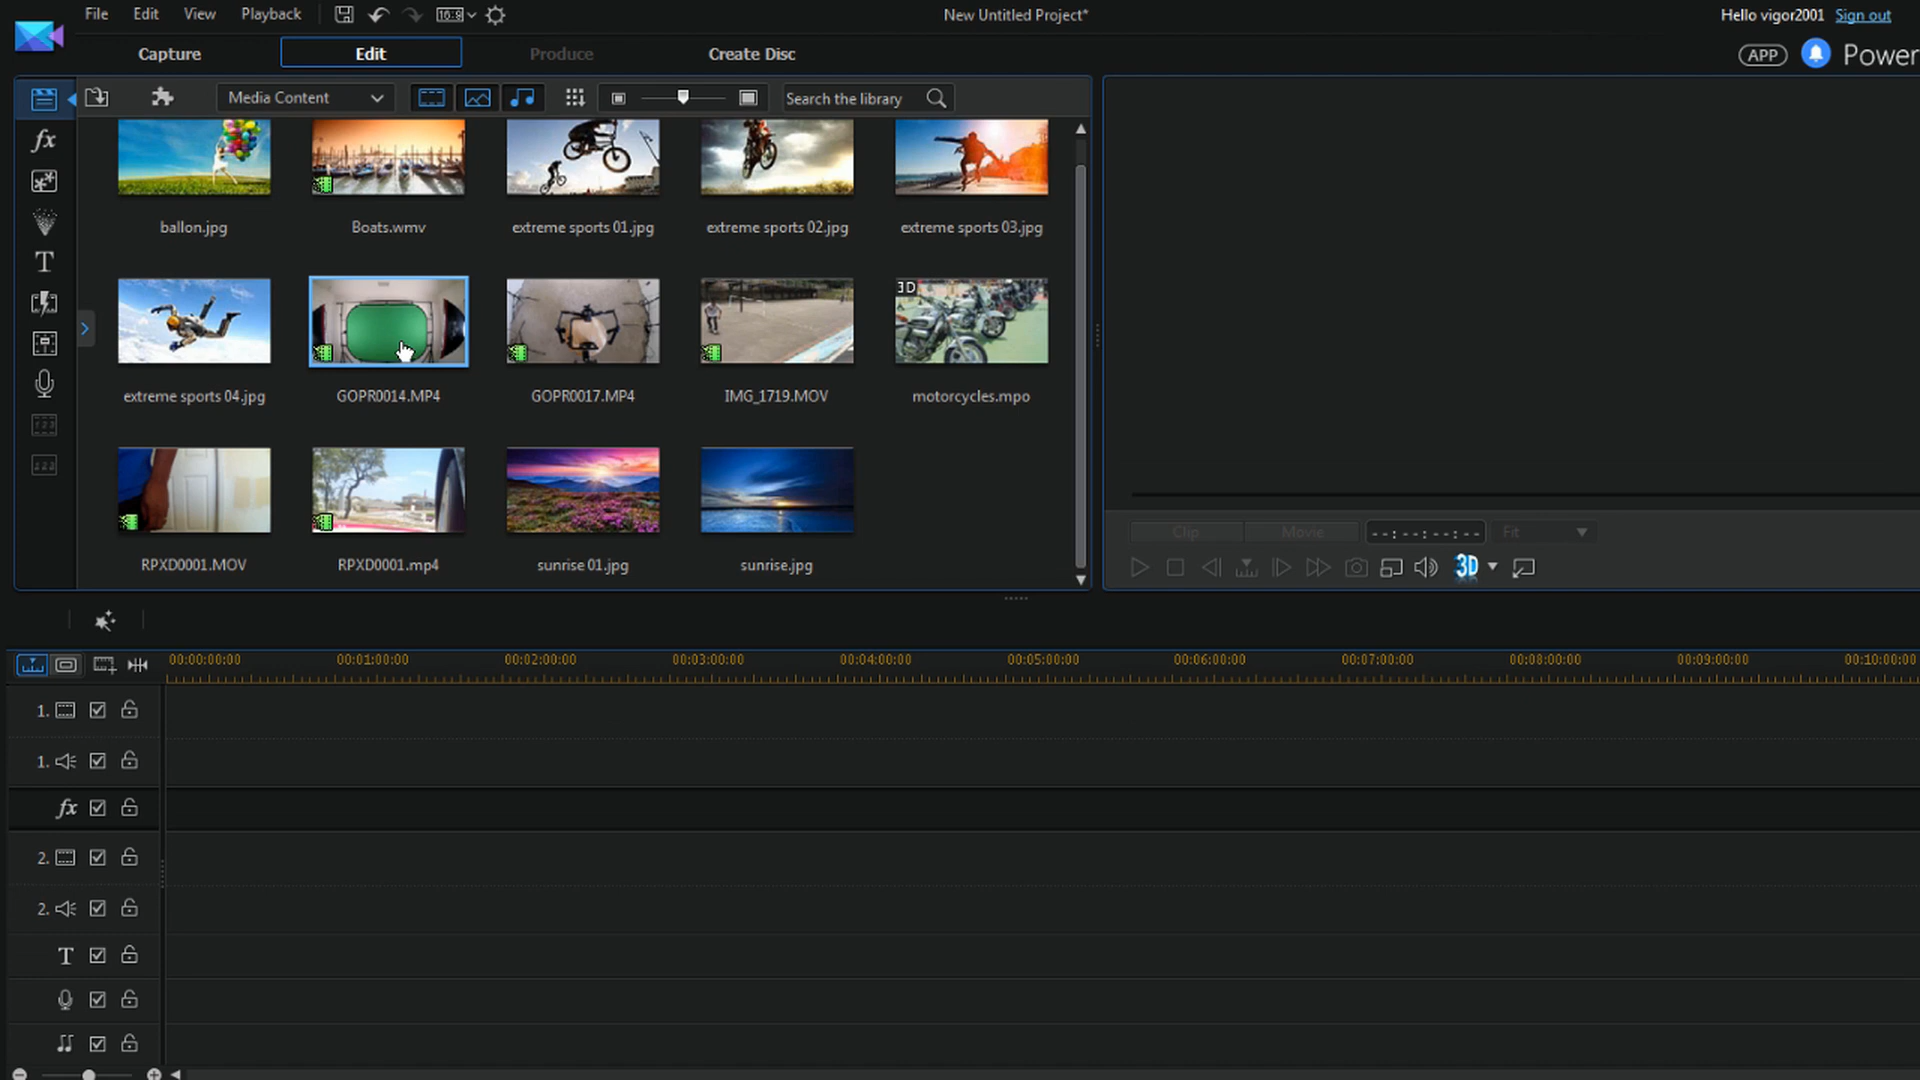 File Edit View Playback 16:9 New Untitled Project* Hello vigor2001 Sign out
Capture Edit Produce Create Disc APP Power
Media Content Search the library
fx
T
ballon.jpg Boats.wmv extreme sports 01.jpg extreme sports 02.jpg extreme sports 03.jpg
3D
extreme sports 04.jpg GOPR0014.MP4 GOPR0017.MP4 IMG_1719.MOV motorcycles.mpo
RPXD0001.MOV RPXD0001.mp4 sunrise 01.jpg sunrise.jpg
Clip Movie --:--:--:-- Fit
3D
00:00:00:00 00:01:00:00 00:02:00:00 00:03:00:00 00:04:00:00 00:05:00:00 00:06:00:00 00:07:00:00 00:08:00:00 00:09:00:00 00:10:00:00
1.
1.
fx
2.
2.
T